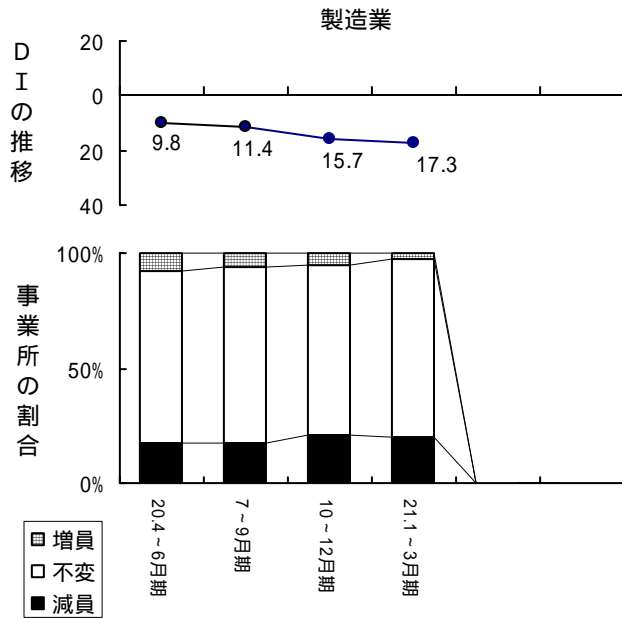 製造業
DIの推移
20
0
20
40
9.8
11.4
15.7
17.3
事業所の割合
100%
50%
0%
20.4~6月期
7~9月期
10~12月期
21.1~3月期
増員
不変
減員